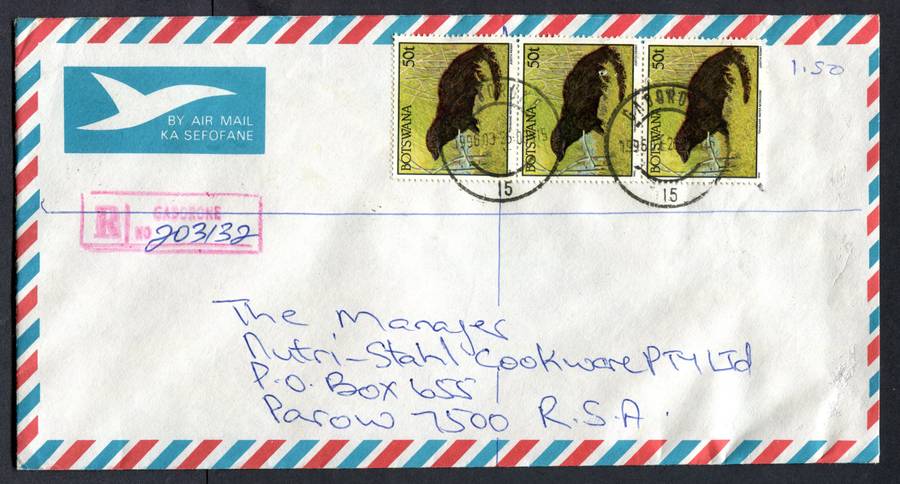 BY AIR MAIL
KA SEFOFANE
50t
BOTSWANA
50t
BOTSWANA
50t
BOTSWANA
1.50
15
15
R
GABORONE
NO 203132
The Manager
Nutri-Stahl Cookware PTY Ltd
P.O. Box 655
Parow 7500 R.S.A.